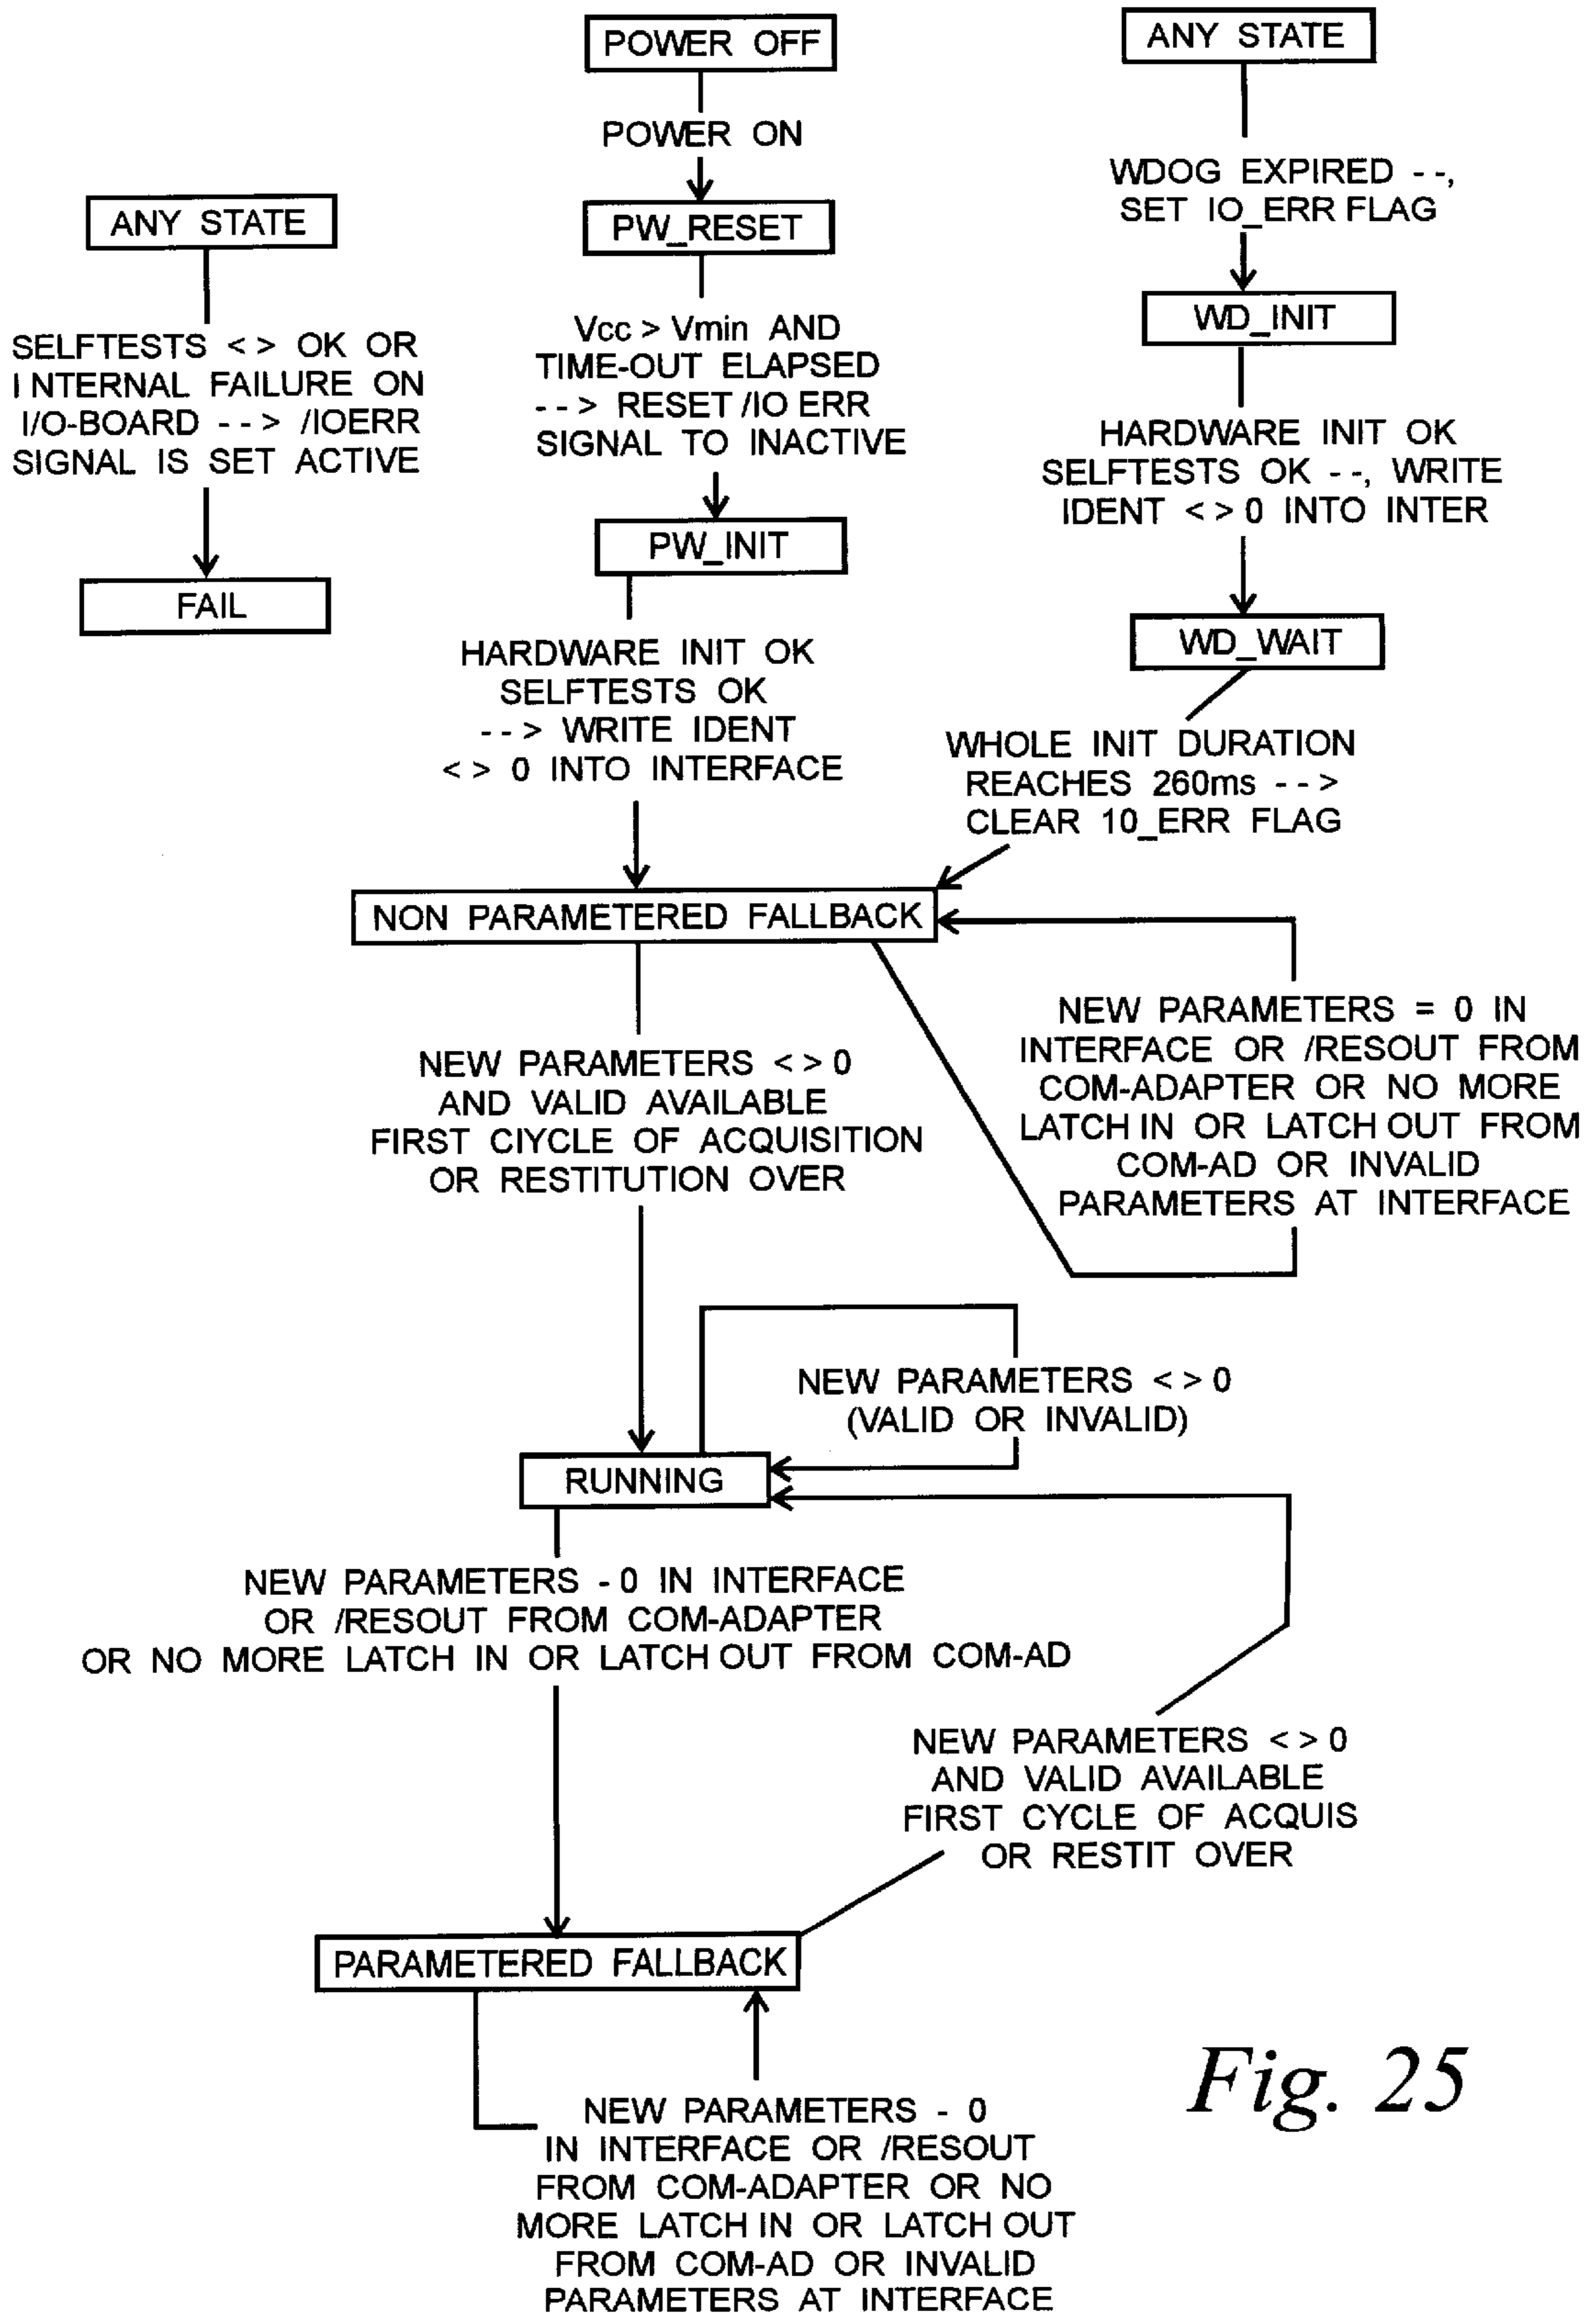 POWER OFF
POWER ON
PW_RESET
Vcc > Vmin AND
TIME-OUT ELAPSED
--> RESET /IO ERR
SIGNAL TO INACTIVE
PW_INIT
HARDWARE INIT OK
SELFTESTS OK
--> WRITE IDENT
<> 0 INTO INTERFACE
ANY STATE
SELFTESTS <> OK OR
INTERNAL FAILURE ON
I/O-BOARD --> /IOERR
SIGNAL IS SET ACTIVE
FAIL
ANY STATE
WDOG EXPIRED --,
SET IO_ERR FLAG
WD_INIT
HARDWARE INIT OK
SELFTESTS OK --, WRITE
IDENT <> 0 INTO INTER
WD_WAIT
WHOLE INIT DURATION
REACHES 260ms -->
CLEAR 10_ERR FLAG
NON PARAMETERED FALLBACK
NEW PARAMETERS = 0 IN
INTERFACE OR /RESOUT FROM
COM-ADAPTER OR NO MORE
LATCH IN OR LATCH OUT FROM
COM-AD OR INVALID
PARAMETERS AT INTERFACE
NEW PARAMETERS <> 0
AND VALID AVAILABLE
FIRST CIYCLE OF ACQUISITION
OR RESTITUTION OVER
NEW PARAMETERS <> 0
(VALID OR INVALID)
RUNNING
NEW PARAMETERS - 0 IN INTERFACE
OR /RESOUT FROM COM-ADAPTER
OR NO MORE LATCH IN OR LATCH OUT FROM COM-AD
NEW PARAMETERS <> 0
AND VALID AVAILABLE
FIRST CYCLE OF ACQUIS
OR RESTIT OVER
PARAMETERED FALLBACK
NEW PARAMETERS - 0
IN INTERFACE OR /RESOUT
FROM COM-ADAPTER OR NO
MORE LATCH IN OR LATCH OUT
FROM COM-AD OR INVALID
PARAMETERS AT INTERFACE
Fig. 25